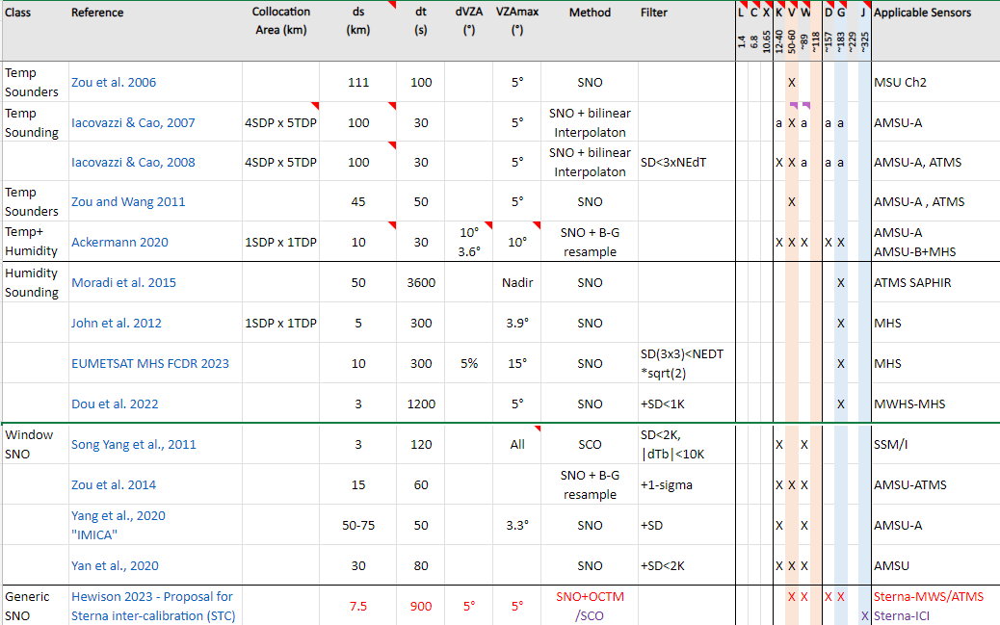 Class Reference Collocation Area (km) ds (km) dt (s) dVZA (°) VZAmax (°) Method Filter L C X K V W D G J Applicable Sensors
1.4 6.8 10.65 12-40 50-60 ~89 ~118 ~157 ~183 ~229 ~325
Temp Sounders Zou et al. 2006 111 100 5° SNO X MSU Ch2
Temp Sounding Iacovazzi & Cao, 2007 4SDP x 5TDP 100 30 5° SNO + bilinear Interpolaton a X a a a AMSU-A
Iacovazzi & Cao, 2008 4SDP x 5TDP 100 30 5° SNO + bilinear Interpolaton SD<3xNEdT X X a a a AMSU-A, ATMS
Temp Sounders Zou and Wang 2011 45 50 5° SNO X AMSU-A , ATMS
Temp+ Humidity Ackermann 2020 1SDP x 1TDP 10 30 10° 3.6° 10° SNO + B-G resample X X X X X AMSU-A AMSU-B+MHS
Humidity Sounding Moradi et al. 2015 50 3600 Nadir SNO X ATMS SAPHIR
John et al. 2012 1SDP x 1TDP 5 300 3.9° SNO X MHS
EUMETSAT MHS FCDR 2023 10 300 5% 15° SNO SD(3x3)<NEDT *sqrt(2) X MHS
Dou et al. 2022 3 1200 5° SNO +SD<1K X MWHS-MHS
Window SNO Song Yang et al., 2011 3 120 All SCO SD<2K, |dTb|<10K X X SSM/I
Zou et al. 2014 15 60 SNO + B-G resample +1-sigma X X X AMSU-ATMS
Yang et al., 2020 "IMICA" 50-75 50 3.3° SNO +SD X X AMSU-A
Yan et al., 2020 30 80 SNO +SD<2K X X X AMSU
Generic SNO Hewison 2023 - Proposal for Sterna inter-calibration (STC) 7.5 900 5° 5° SNO+OCTM /SCO X X X X X Sterna-MWS/ATMS Sterna-ICI